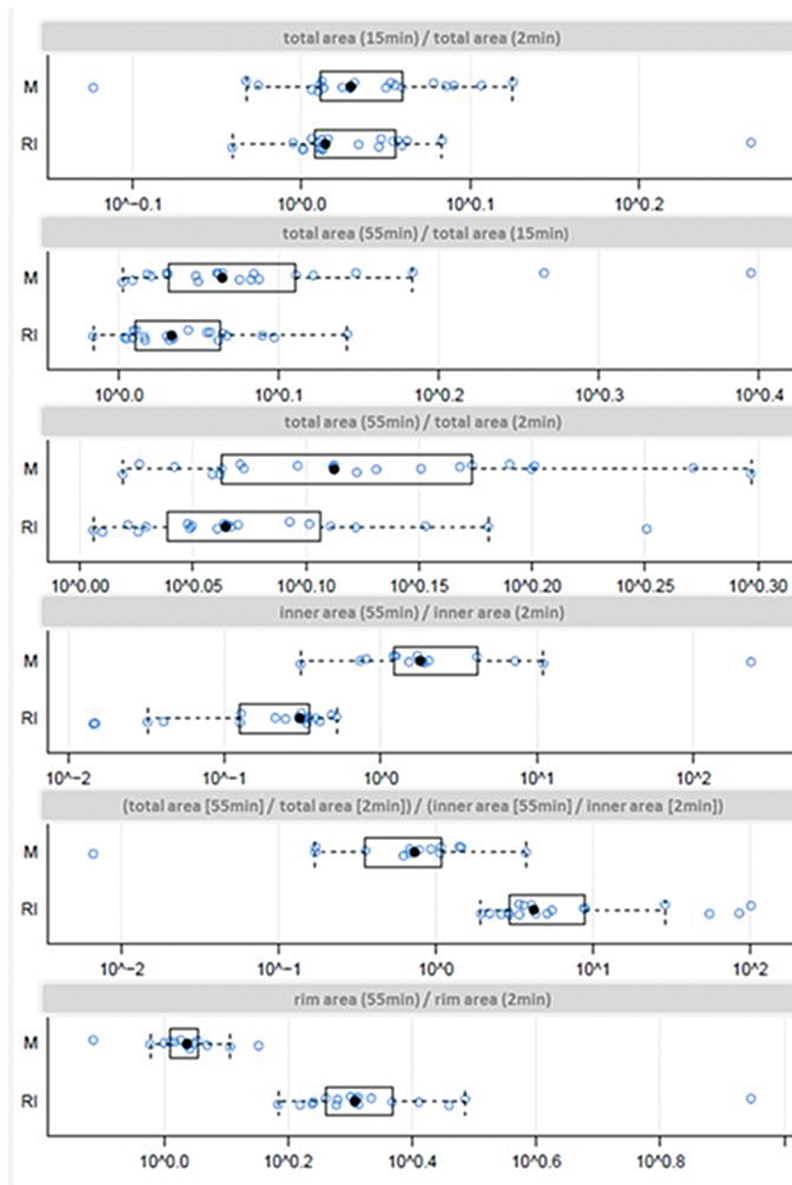 total area (15min) / total area (2min)
M
RI
10^-0.1 10^0.0 10^0.1 10^0.2
total area (55min) / total area (15min)
M
RI
10^0.0 10^0.1 10^0.2 10^0.3 10^0.4
total area (55min) / total area (2min)
M
RI
10^0.00 10^0.05 10^0.10 10^0.15 10^0.20 10^0.25 10^0.30
inner area (55min) / inner area (2min)
M
RI
10^-2 10^-1 10^0 10^1 10^2
(total area [55min] / total area [2min]) / (inner area [55min] / inner area [2min])
M
RI
10^-2 10^-1 10^0 10^1 10^2
rim area (55min) / rim area (2min)
M
RI
10^0.0 10^0.2 10^0.4 10^0.6 10^0.8